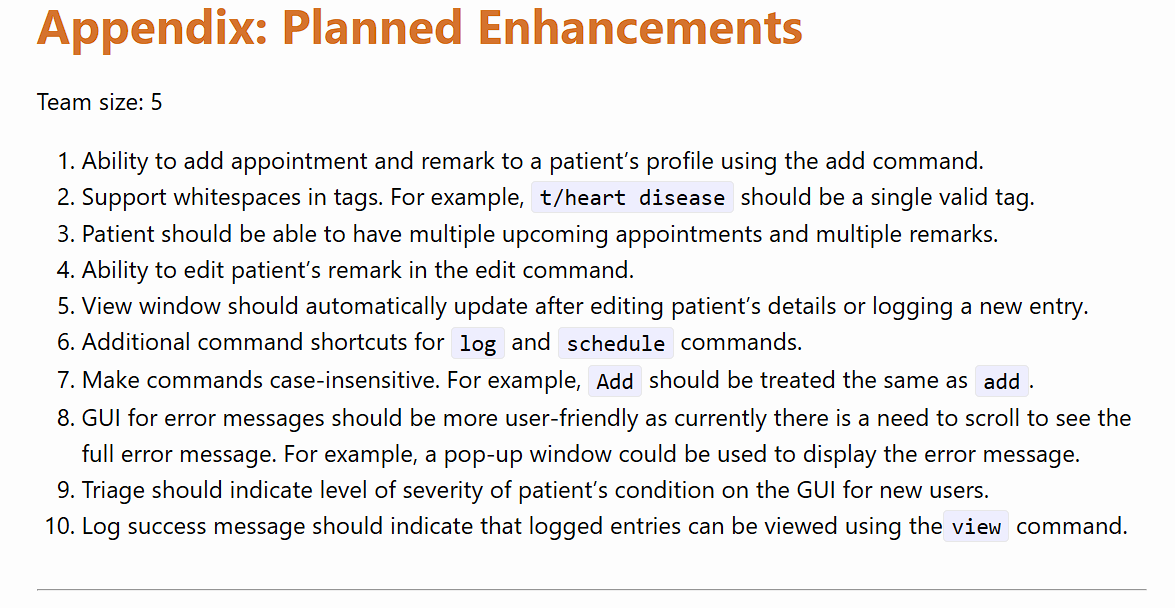 Appendix: Planned Enhancements
Team size: 5
1. Ability to add appointment and remark to a patient’s profile using the add command.
2. Support whitespaces in tags. For example, t/heart disease should be a single valid tag.
3. Patient should be able to have multiple upcoming appointments and multiple remarks.
4. Ability to edit patient’s remark in the edit command.
5. View window should automatically update after editing patient’s details or logging a new entry.
6. Additional command shortcuts for log and schedule commands.
7. Make commands case-insensitive. For example, Add should be treated the same as add.
8. GUI for error messages should be more user-friendly as currently there is a need to scroll to see the
full error message. For example, a pop-up window could be used to display the error message.
9. Triage should indicate level of severity of patient’s condition on the GUI for new users.
10. Log success message should indicate that logged entries can be viewed using the view command.